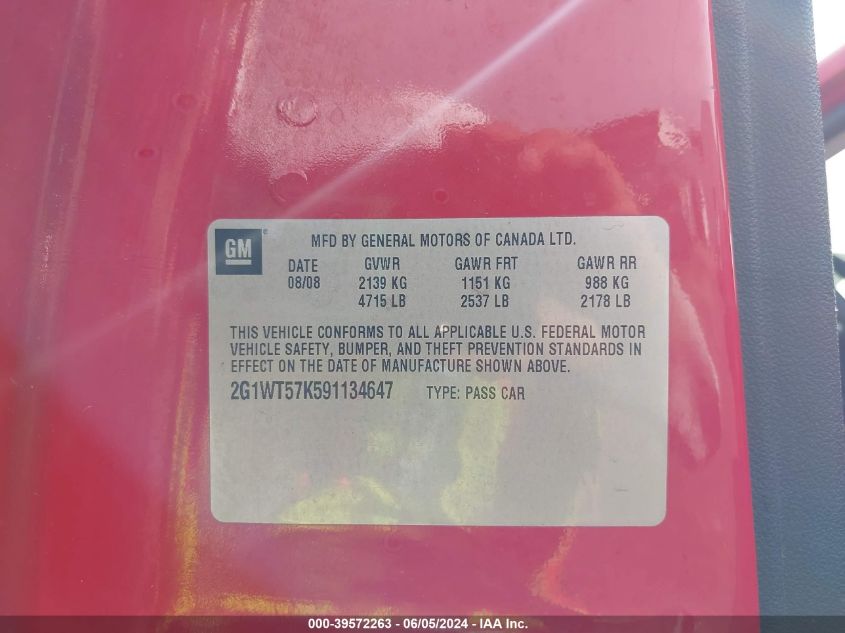 GM ® MFD BY GENERAL MOTORS OF CANADA LTD.
DATE GVWR GAWR FRT GAWR RR
08/08 2139 KG 1151 KG 988 KG
4715 LB 2537 LB 2178 LB
THIS VEHICLE CONFORMS TO ALL APPLICABLE U.S. FEDERAL MOTOR
VEHICLE SAFETY, BUMPER, AND THEFT PREVENTION STANDARDS IN
EFFECT ON THE DATE OF MANUFACTURE SHOWN ABOVE.
2G1WT57K591134647 TYPE: PASS CAR
000-39572263 - 06/05/2024 - IAA Inc.